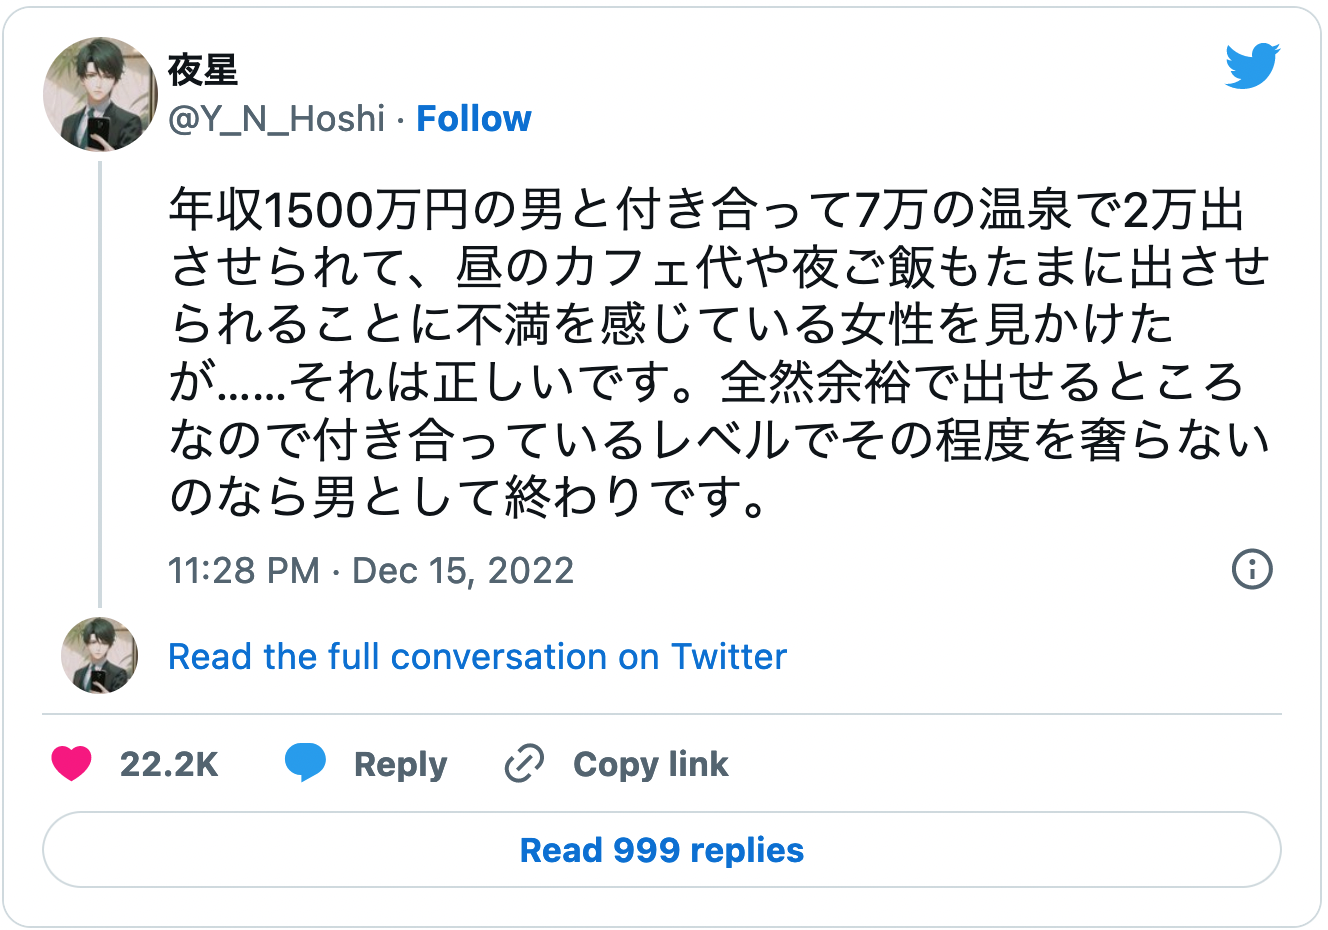 夜星
@Y_N_Hoshi · Follow
年収1500万円の男と付き合って7万の温泉で2万出
させられて、昼のカフェ代や夜ご飯もたまに出させ
られることに不満を感じている女性を見かけた
が......それは正しいです。全然余裕で出せるところ
なので付き合っているレベルでその程度を奢らない
のなら男として終わりです。
11:28 PM · Dec 15, 2022
Read the full conversation on Twitter
22.2K Reply Copy link
Read 999 replies